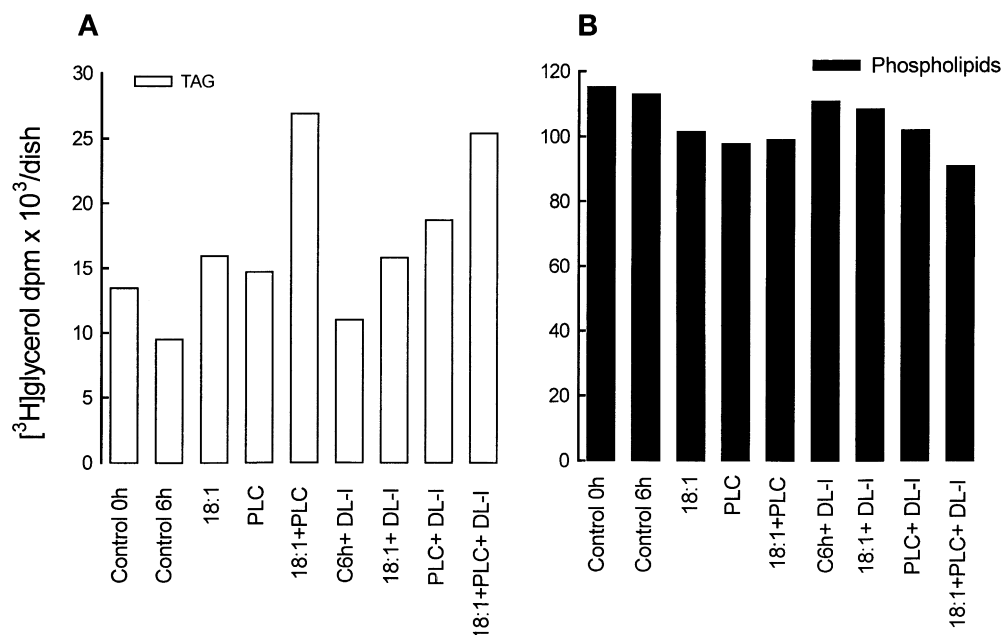 A
B
TAG
Phospholipids
[³H]glycerol dpm x 10³/dish
30
25
20
15
10
5
0
Control 0h
Control 6h
18:1
PLC
18:1+PLC
C6h+ DL-I
18:1+ DL-I
PLC+ DL-I
18:1+PLC+ DL-I
120
100
80
60
40
20
0
Control 0h
Control 6h
18:1
PLC
18:1+PLC
C6h+ DL-I
18:1+ DL-I
PLC+ DL-I
18:1+PLC+ DL-I